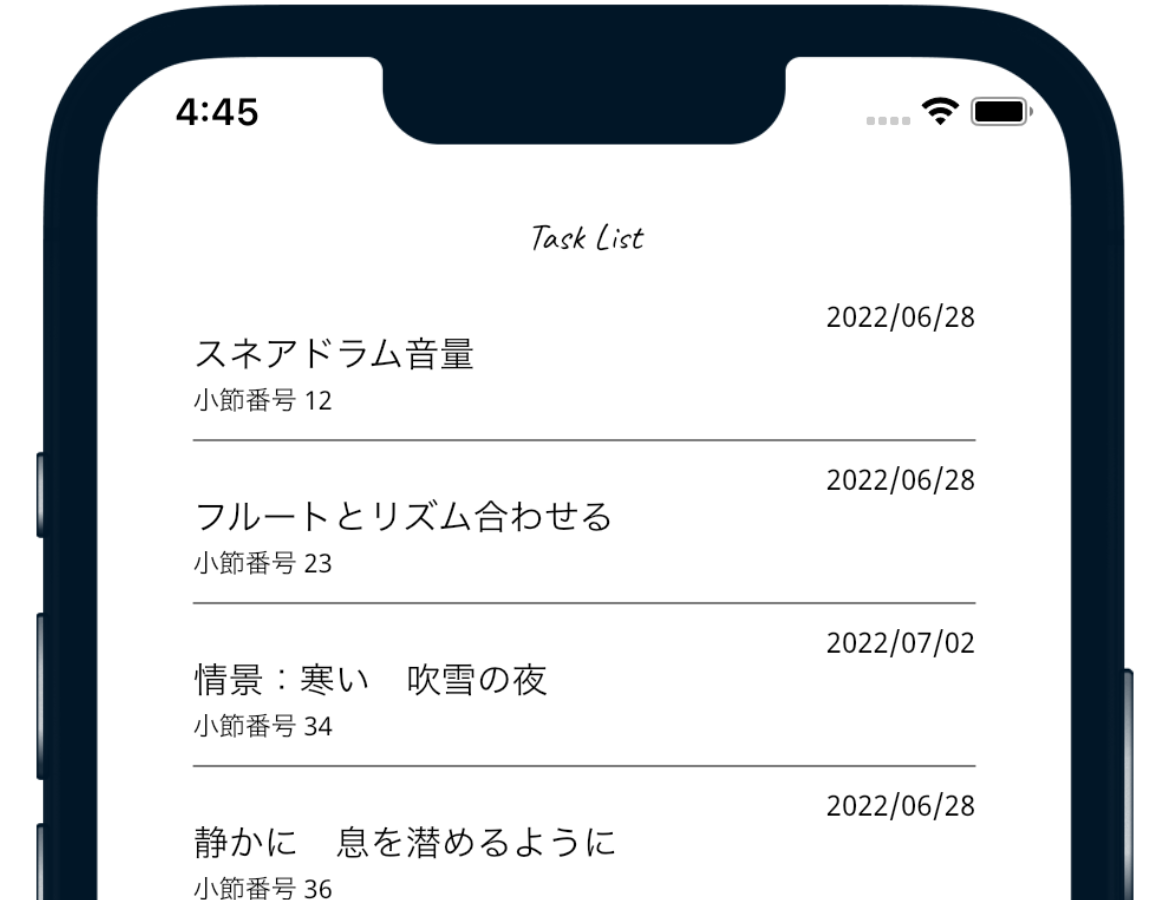 4:45
Task List
2022/06/28
スネアドラム音量
小節番号 12
2022/06/28
フルートとリズム合わせる
小節番号 23
2022/07/02
情景：寒い　吹雪の夜
小節番号 34
2022/06/28
静かに　息を潜めるように
小節番号 36